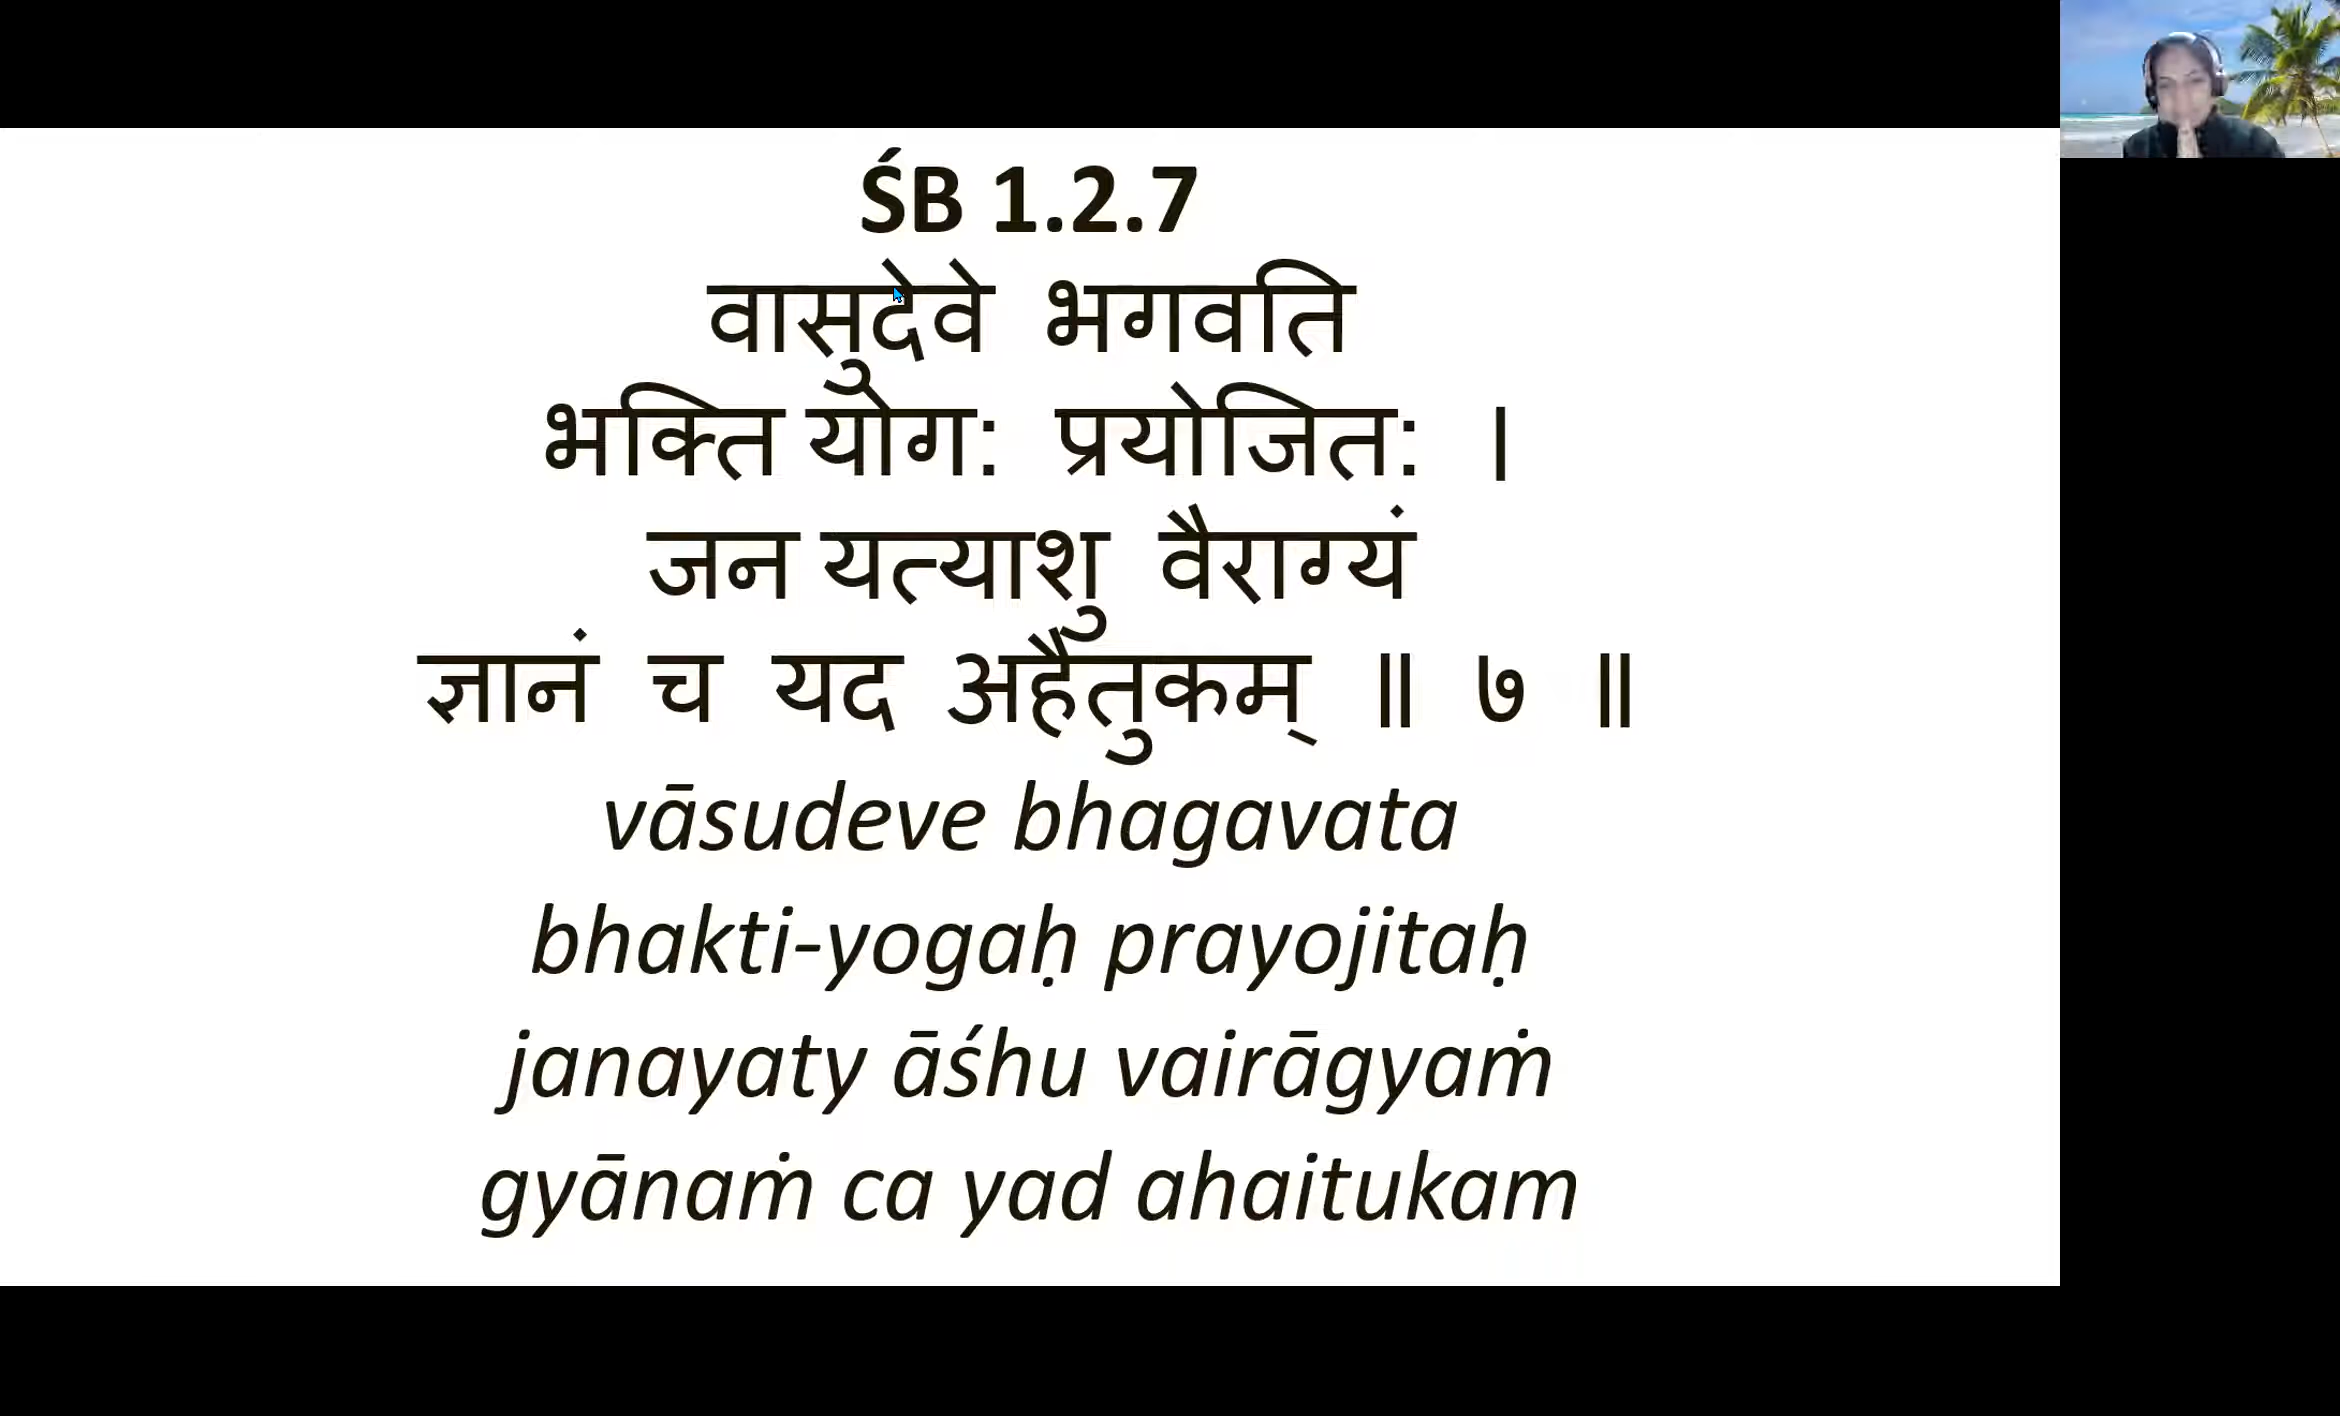 ŚB 1.2.7
वासुदेवे भगवति
भक्ति योग: प्रयोजित: ।
जन यत्याशु वैराग्यं
ज्ञानं च यद अहैतुकम् ॥ ७ ॥
vāsudeve bhagavata
bhakti-yogaḥ prayojitaḥ
janayaty āśhu vairāgyaṁ
gyānaṁ ca yad ahaitukam